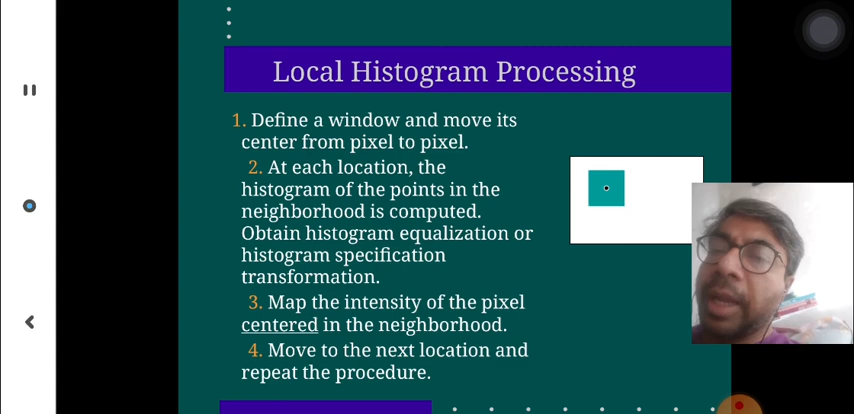 Local Histogram Processing
1. Define a window and move its
center from pixel to pixel.
2. At each location, the
histogram of the points in the
neighborhood is computed.
Obtain histogram equalization or
histogram specification
transformation.
3. Map the intensity of the pixel
centered in the neighborhood.
4. Move to the next location and
repeat the procedure.